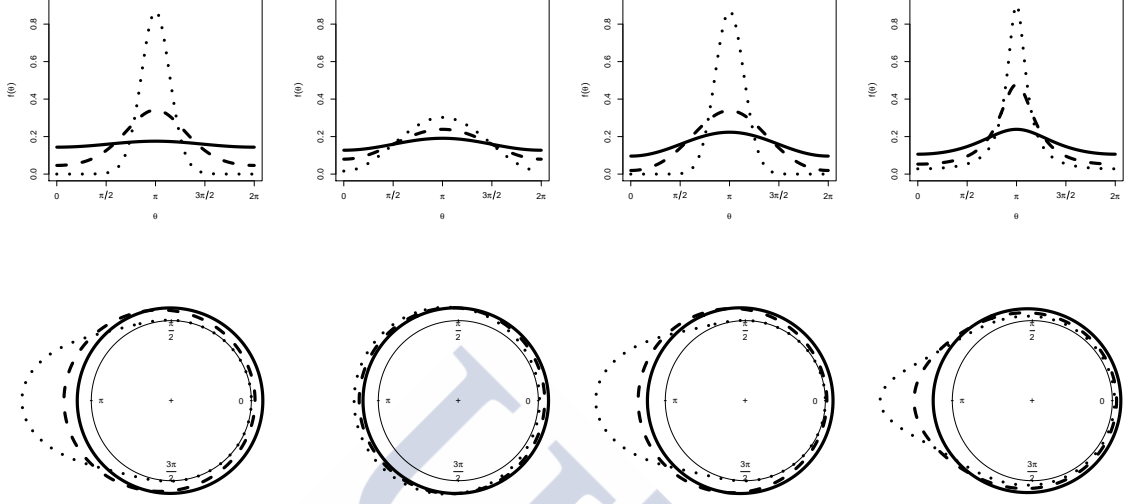 0.8 0.8 0.8 0.8
0.6 0.6 0.6 0.6
f(θ) f(θ) f(θ) f(θ)
0.4 0.4 0.4 0.4
0.2 0.2 0.2 0.2
0.0 0.0 0.0 0.0
0 π/2 π 3π/2 2π 0 π/2 π 3π/2 2π 0 π/2 π 3π/2 2π 0 π/2 π 3π/2 2π
θ θ θ θ
π/2 π/2 π/2 π/2
π + 0 π + 0 π + 0 π + 0
3π/2 3π/2 3π/2 3π/2